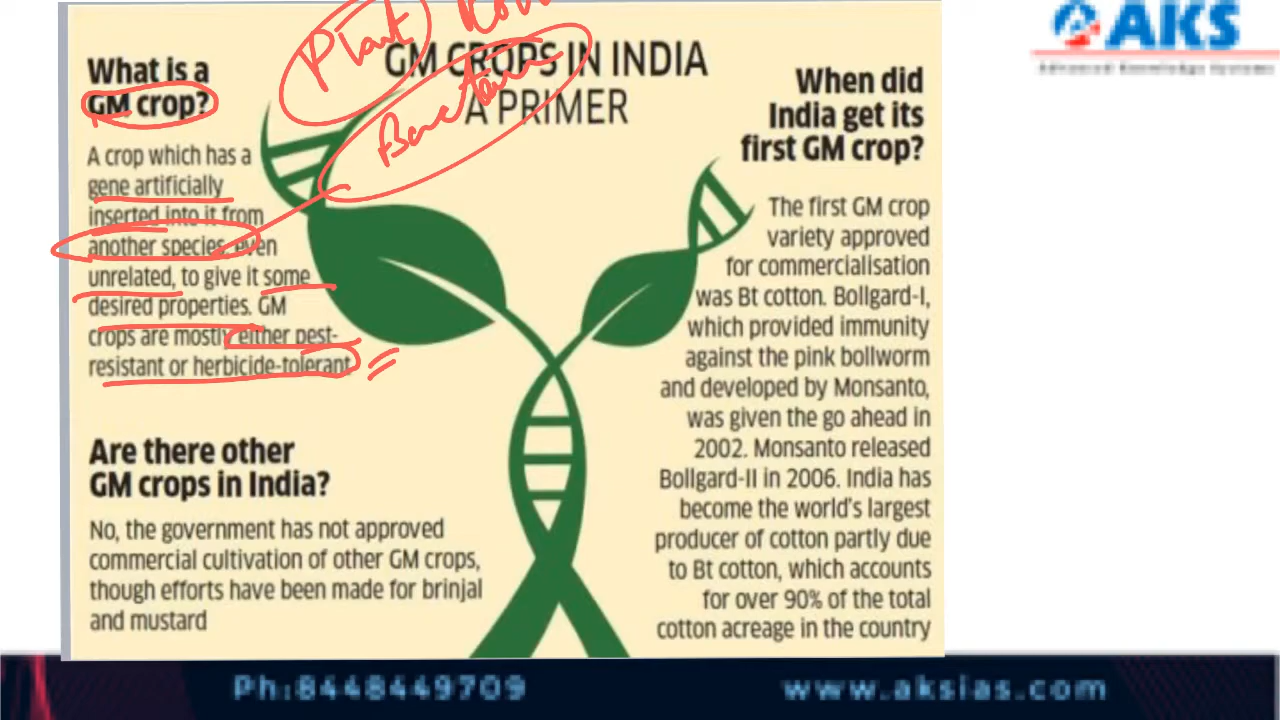 Plant
Bacteria
GM CROPS IN INDIA
A PRIMER
What is a
GM crop?
A crop which has a
gene artificially
inserted into it from
another species, even
unrelated, to give it some
desired properties. GM
crops are mostly either pest-
resistant or herbicide-tolerant
Are there other
GM crops in India?
No, the government has not approved
commercial cultivation of other GM crops,
though efforts have been made for brinjal
and mustard
When did
India get its
first GM crop?
The first GM crop
variety approved
for commercialisation
was Bt cotton. Bollgard-I,
which provided immunity
against the pink bollworm
and developed by Monsanto,
was given the go ahead in
2002. Monsanto released
Bollgard-II in 2006. India has
become the world's largest
producer of cotton partly due
to Bt cotton, which accounts
for over 90% of the total
cotton acreage in the country
AKS
Advanced Knowledge Systems
Ph:8448449709
www.aksias.com